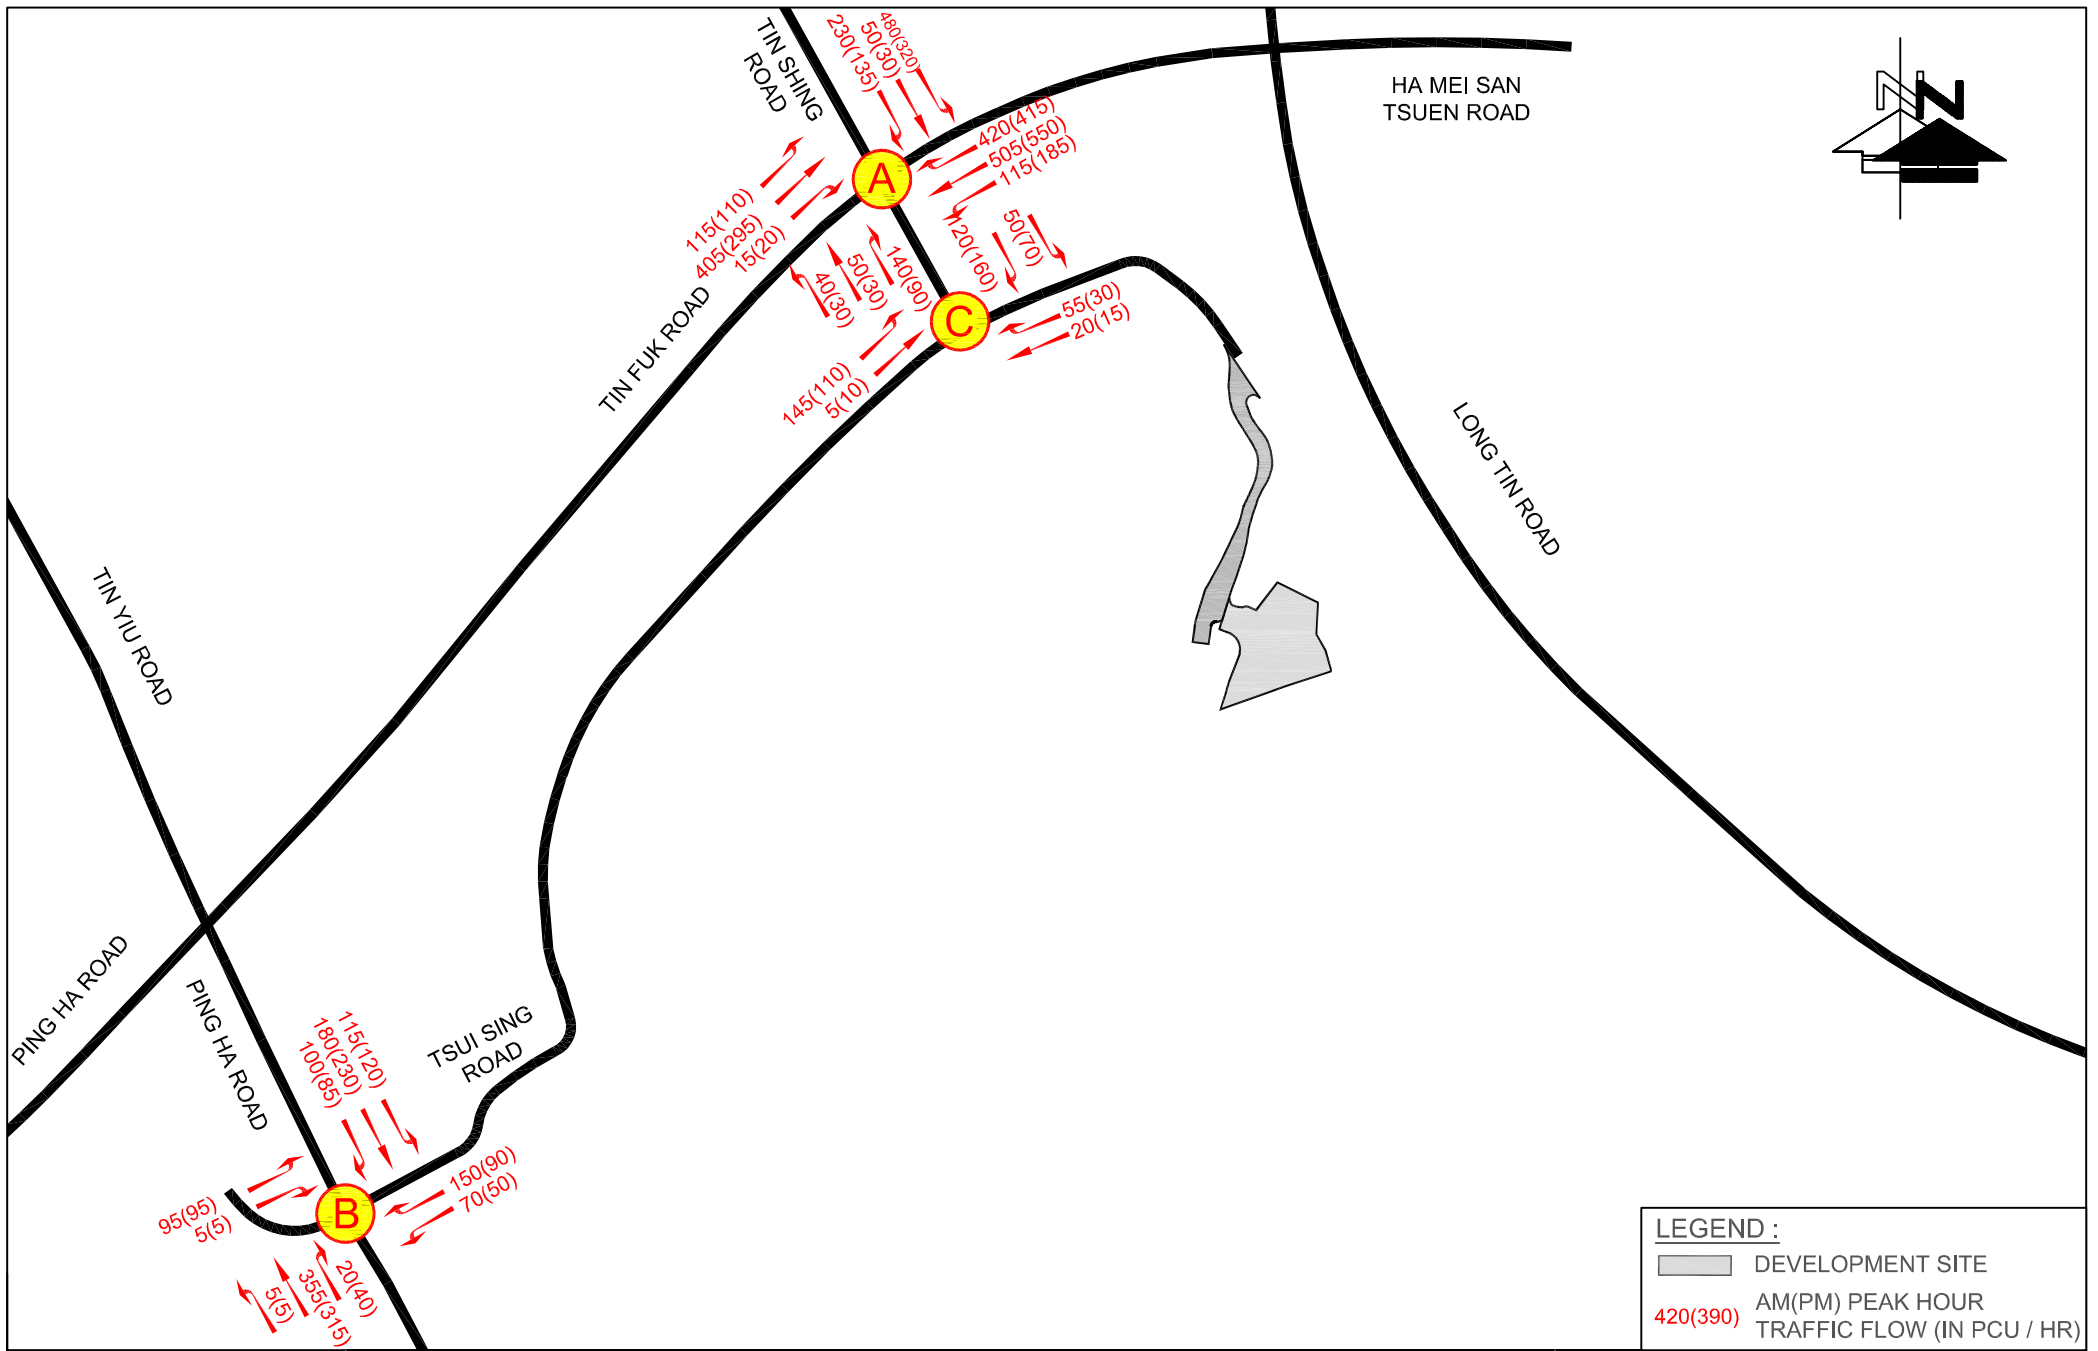 TIN SHING
ROAD
480(320)
50(30)
230(135)
HA MEI SAN
TSUEN ROAD
N
N
420(415)
505(550)
115(185)
A
115(110)
405(295)
15(20)
120(160)
50(70)
140(90)
50(30)
40(30)
C
55(30)
20(15)
TIN FUK ROAD
145(110)
5(10)
LONG TIN ROAD
TIN YIU ROAD
PING HA ROAD
PING HA ROAD
TSUI SING
ROAD
115(120)
180(230)
100(85)
150(90)
70(50)
B
95(95)
5(5)
20(40)
355(315)
5(5)
LEGEND :
DEVELOPMENT SITE
420(390)
AM(PM) PEAK HOUR
TRAFFIC FLOW (IN PCU / HR)